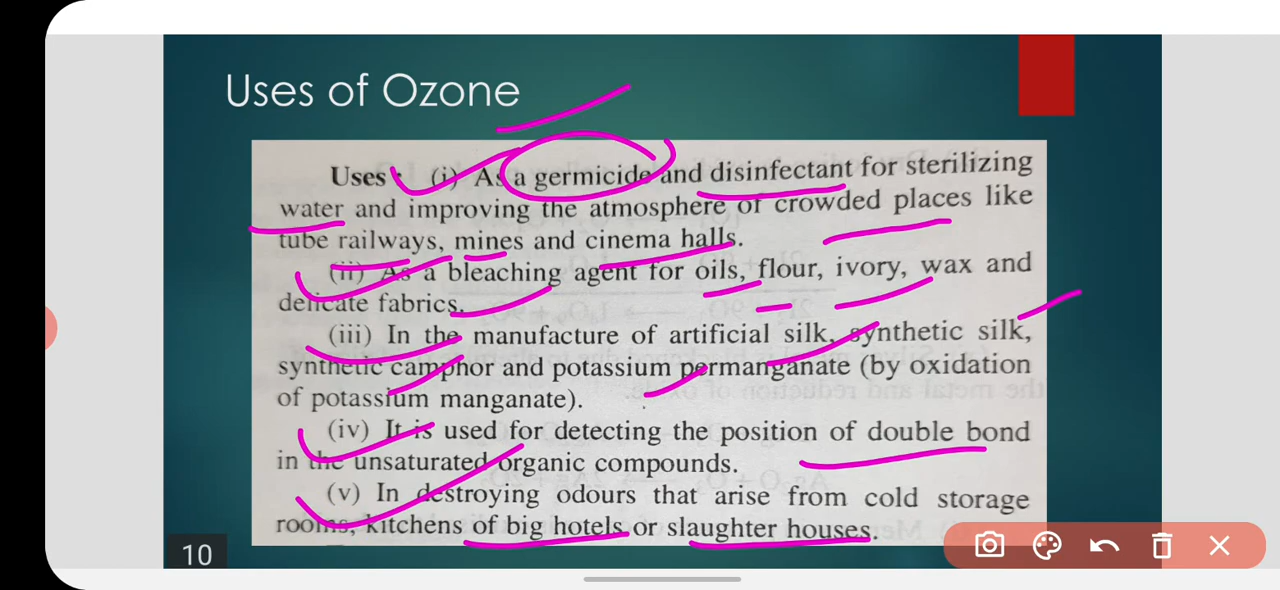 Uses of Ozone
Uses : (i) As a germicide and disinfectant for sterilizing
water and improving the atmosphere of crowded places like
tube railways, mines and cinema halls.
(ii) As a bleaching agent for oils, flour, ivory, wax and
delicate fabrics.
(iii) In the manufacture of artificial silk, synthetic silk,
synthetic camphor and potassium permanganate (by oxidation
of potassium manganate).
(iv) It is used for detecting the position of double bond
in the unsaturated organic compounds.
(v) In destroying odours that arise from cold storage
rooms, kitchens of big hotels or slaughter houses.
10